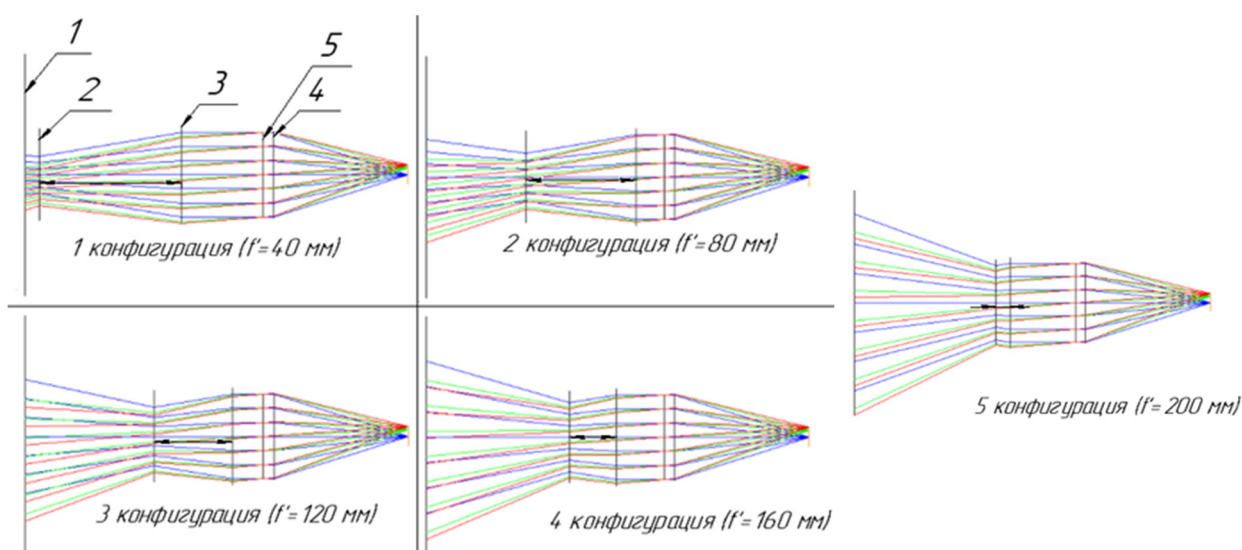 1
2
3
5
4
1 конфигурация (f'= 40 мм)
2 конфигурация (f'= 80 мм)
3 конфигурация (f'= 120 мм)
4 конфигурация (f'= 160 мм)
5 конфигурация (f'= 200 мм)